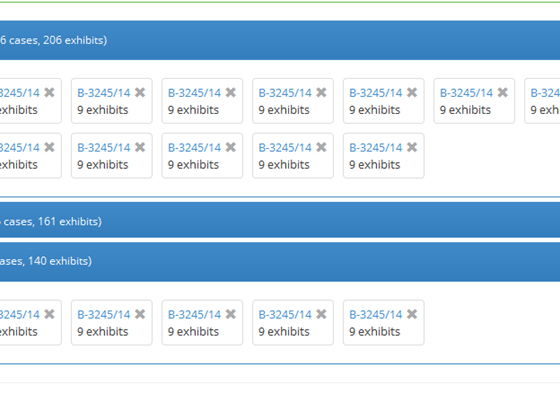 6 cases, 206 exhibits)
3245/14 B-3245/14 B-3245/14 B-3245/14 B-3245/14 B-3245/14 B-324
exhibits 9 exhibits 9 exhibits 9 exhibits 9 exhibits 9 exhibits 9 exh
3245/14 B-3245/14 B-3245/14 B-3245/14 B-3245/14
exhibits 9 exhibits 9 exhibits 9 exhibits 9 exhibits
cases, 161 exhibits)
ases, 140 exhibits)
3245/14 B-3245/14 B-3245/14 B-3245/14 B-3245/14
exhibits 9 exhibits 9 exhibits 9 exhibits 9 exhibits